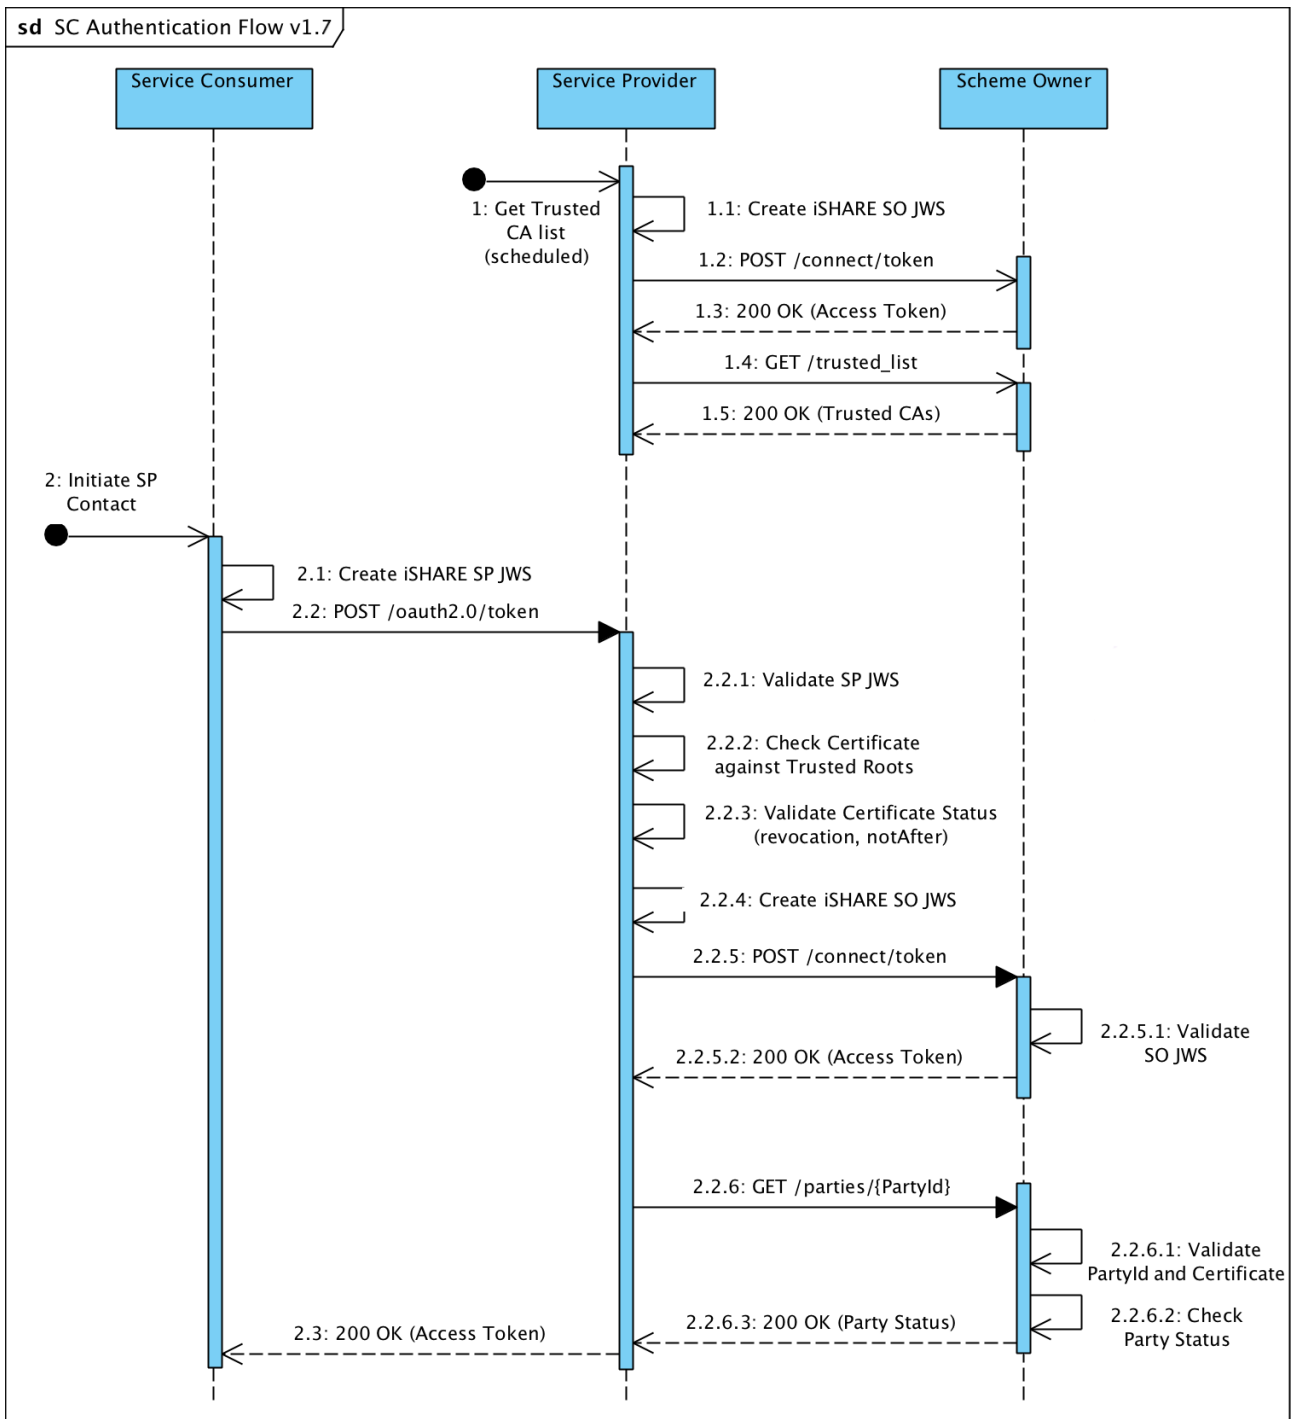 sd SC Authentication Flow v1.7
Service Consumer
Service Provider
Scheme Owner
1: Get Trusted
CA list
(scheduled)
1.1: Create iSHARE SO JWS
1.2: POST /connect/token
1.3: 200 OK (Access Token)
1.4: GET /trusted_list
1.5: 200 OK (Trusted CAs)
2: Initiate SP
Contact
2.1: Create iSHARE SP JWS
2.2: POST /oauth2.0/token
2.2.1: Validate SP JWS
2.2.2: Check Certificate
against Trusted Roots
2.2.3: Validate Certificate Status
(revocation, notAfter)
2.2.4: Create iSHARE SO JWS
2.2.5: POST /connect/token
2.2.5.1: Validate
SO JWS
2.2.5.2: 200 OK (Access Token)
2.2.6: GET /parties/{PartyId}
2.2.6.1: Validate
PartyId and Certificate
2.2.6.2: Check
Party Status
2.2.6.3: 200 OK (Party Status)
2.3: 200 OK (Access Token)